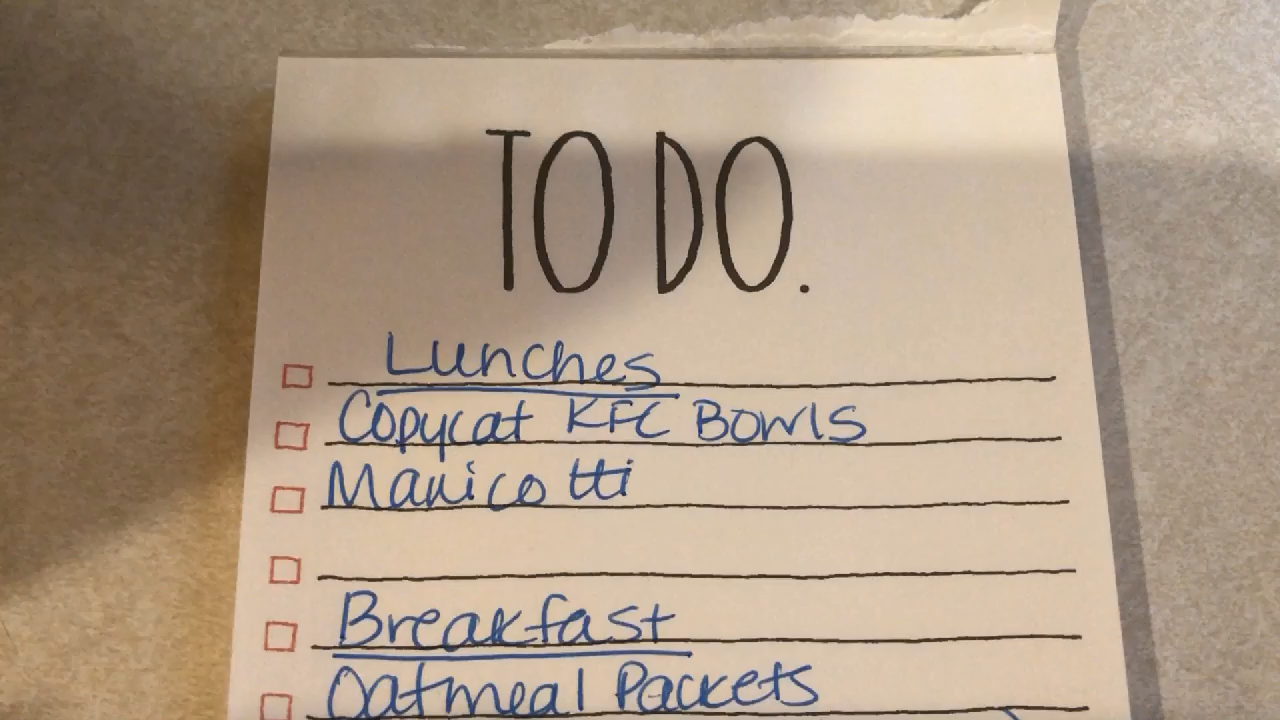 TO DO.
Lunches
Copycat KFC Bowls
Manicotti
Breakfast
Oatmeal Packets